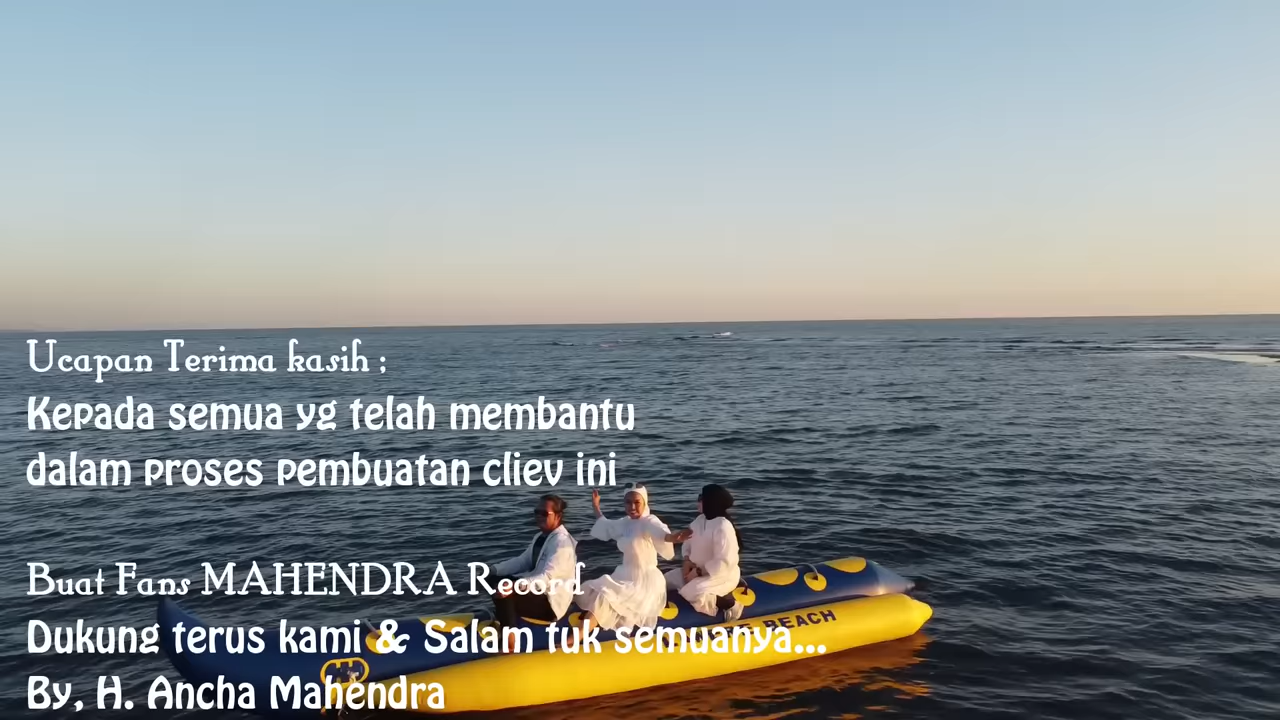 Ucapan Terima kasih ;
Kepada semua yg telah membantu
dalam proses pembuatan cliev ini
Buat Fans MAHENDRA Record
Dukung terus kami & Salam tuk semuanya...
By, H. Ancha Mahendra
BEACH